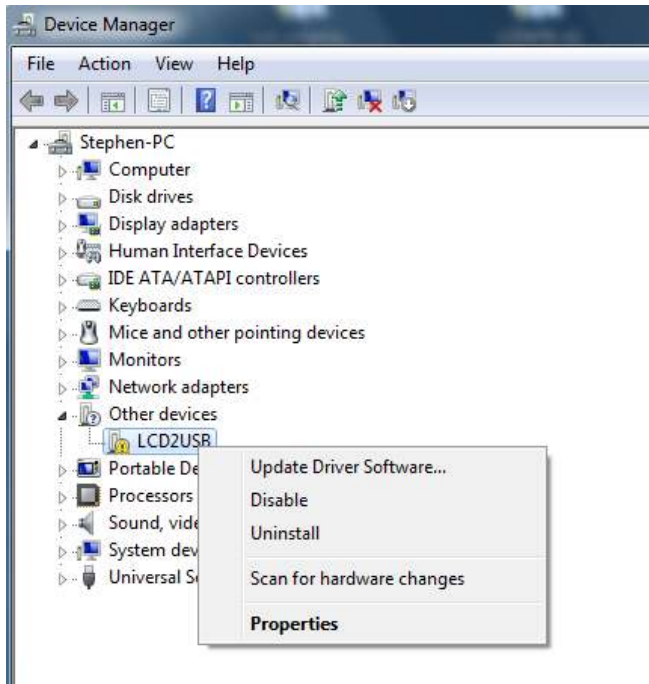 Device Manager
File Action View Help
Stephen-PC
Computer
Disk drives
Display adapters
Human Interface Devices
IDE ATA/ATAPI controllers
Keyboards
Mice and other pointing devices
Monitors
Network adapters
Other devices
LCD2USB
Portable De
Update Driver Software...
Processors
Disable
Sound, vide
Uninstall
System dev
Universal S
Scan for hardware changes
Properties